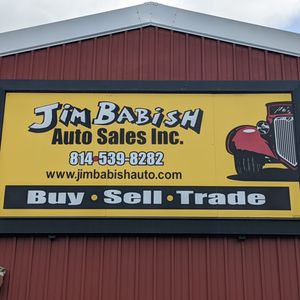 Jim Babish
Auto Sales Inc.
814·539-8282
www.jimbabishauto.com
Buy · Sell · Trade